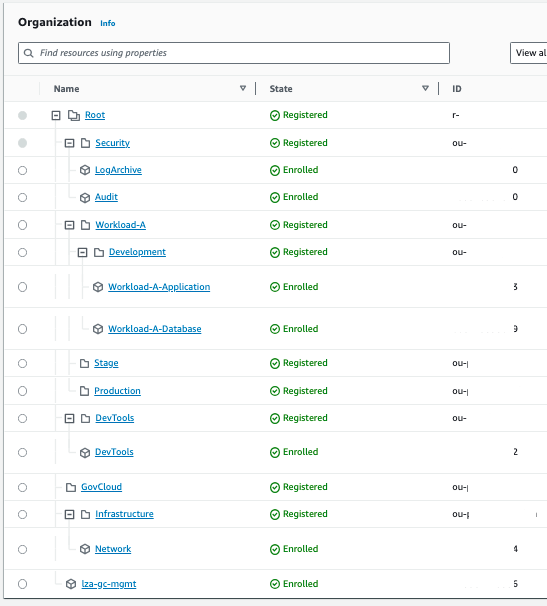 Organization Info
Find resources using properties
View al
Name State ID
Root Registered r-
Security Registered ou-
LogArchive Enrolled 0
Audit Enrolled 0
Workload-A Registered ou-
Development Registered ou-
Workload-A-Application Enrolled 3
Workload-A-Database Enrolled 9
Stage Registered ou-
Production Registered ou-
DevTools Registered ou-
DevTools Enrolled 2
GovCloud Registered ou-
Infrastructure Registered ou-
Network Enrolled 4
lza-gc-mgmt Enrolled 6